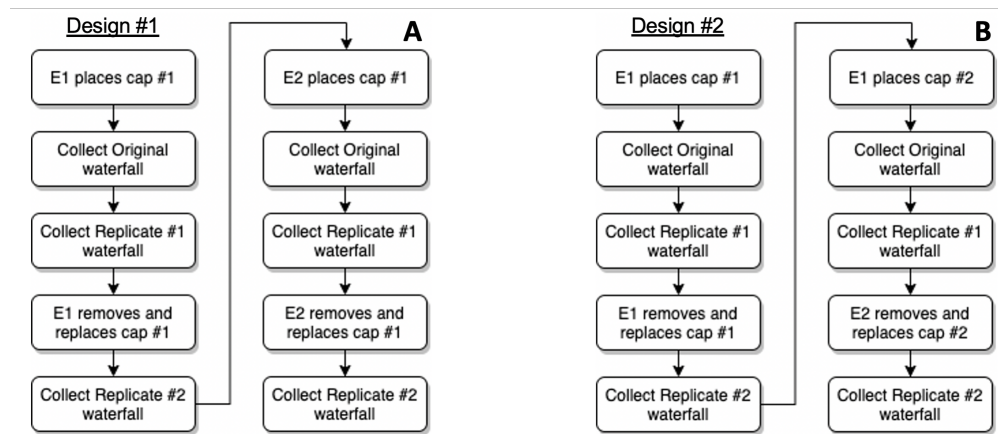 Design #1
A
E1 places cap #1
Collect Original
waterfall
Collect Replicate #1
waterfall
E1 removes and
replaces cap #1
Collect Replicate #2
waterfall
E2 places cap #1
Collect Original
waterfall
Collect Replicate #1
waterfall
E2 removes and
replaces cap #1
Collect Replicate #2
waterfall
Design #2
B
E1 places cap #1
Collect Original
waterfall
Collect Replicate #1
waterfall
E1 removes and
replaces cap #1
Collect Replicate #2
waterfall
E1 places cap #2
Collect Original
waterfall
Collect Replicate #1
waterfall
E2 removes and
replaces cap #2
Collect Replicate #2
waterfall